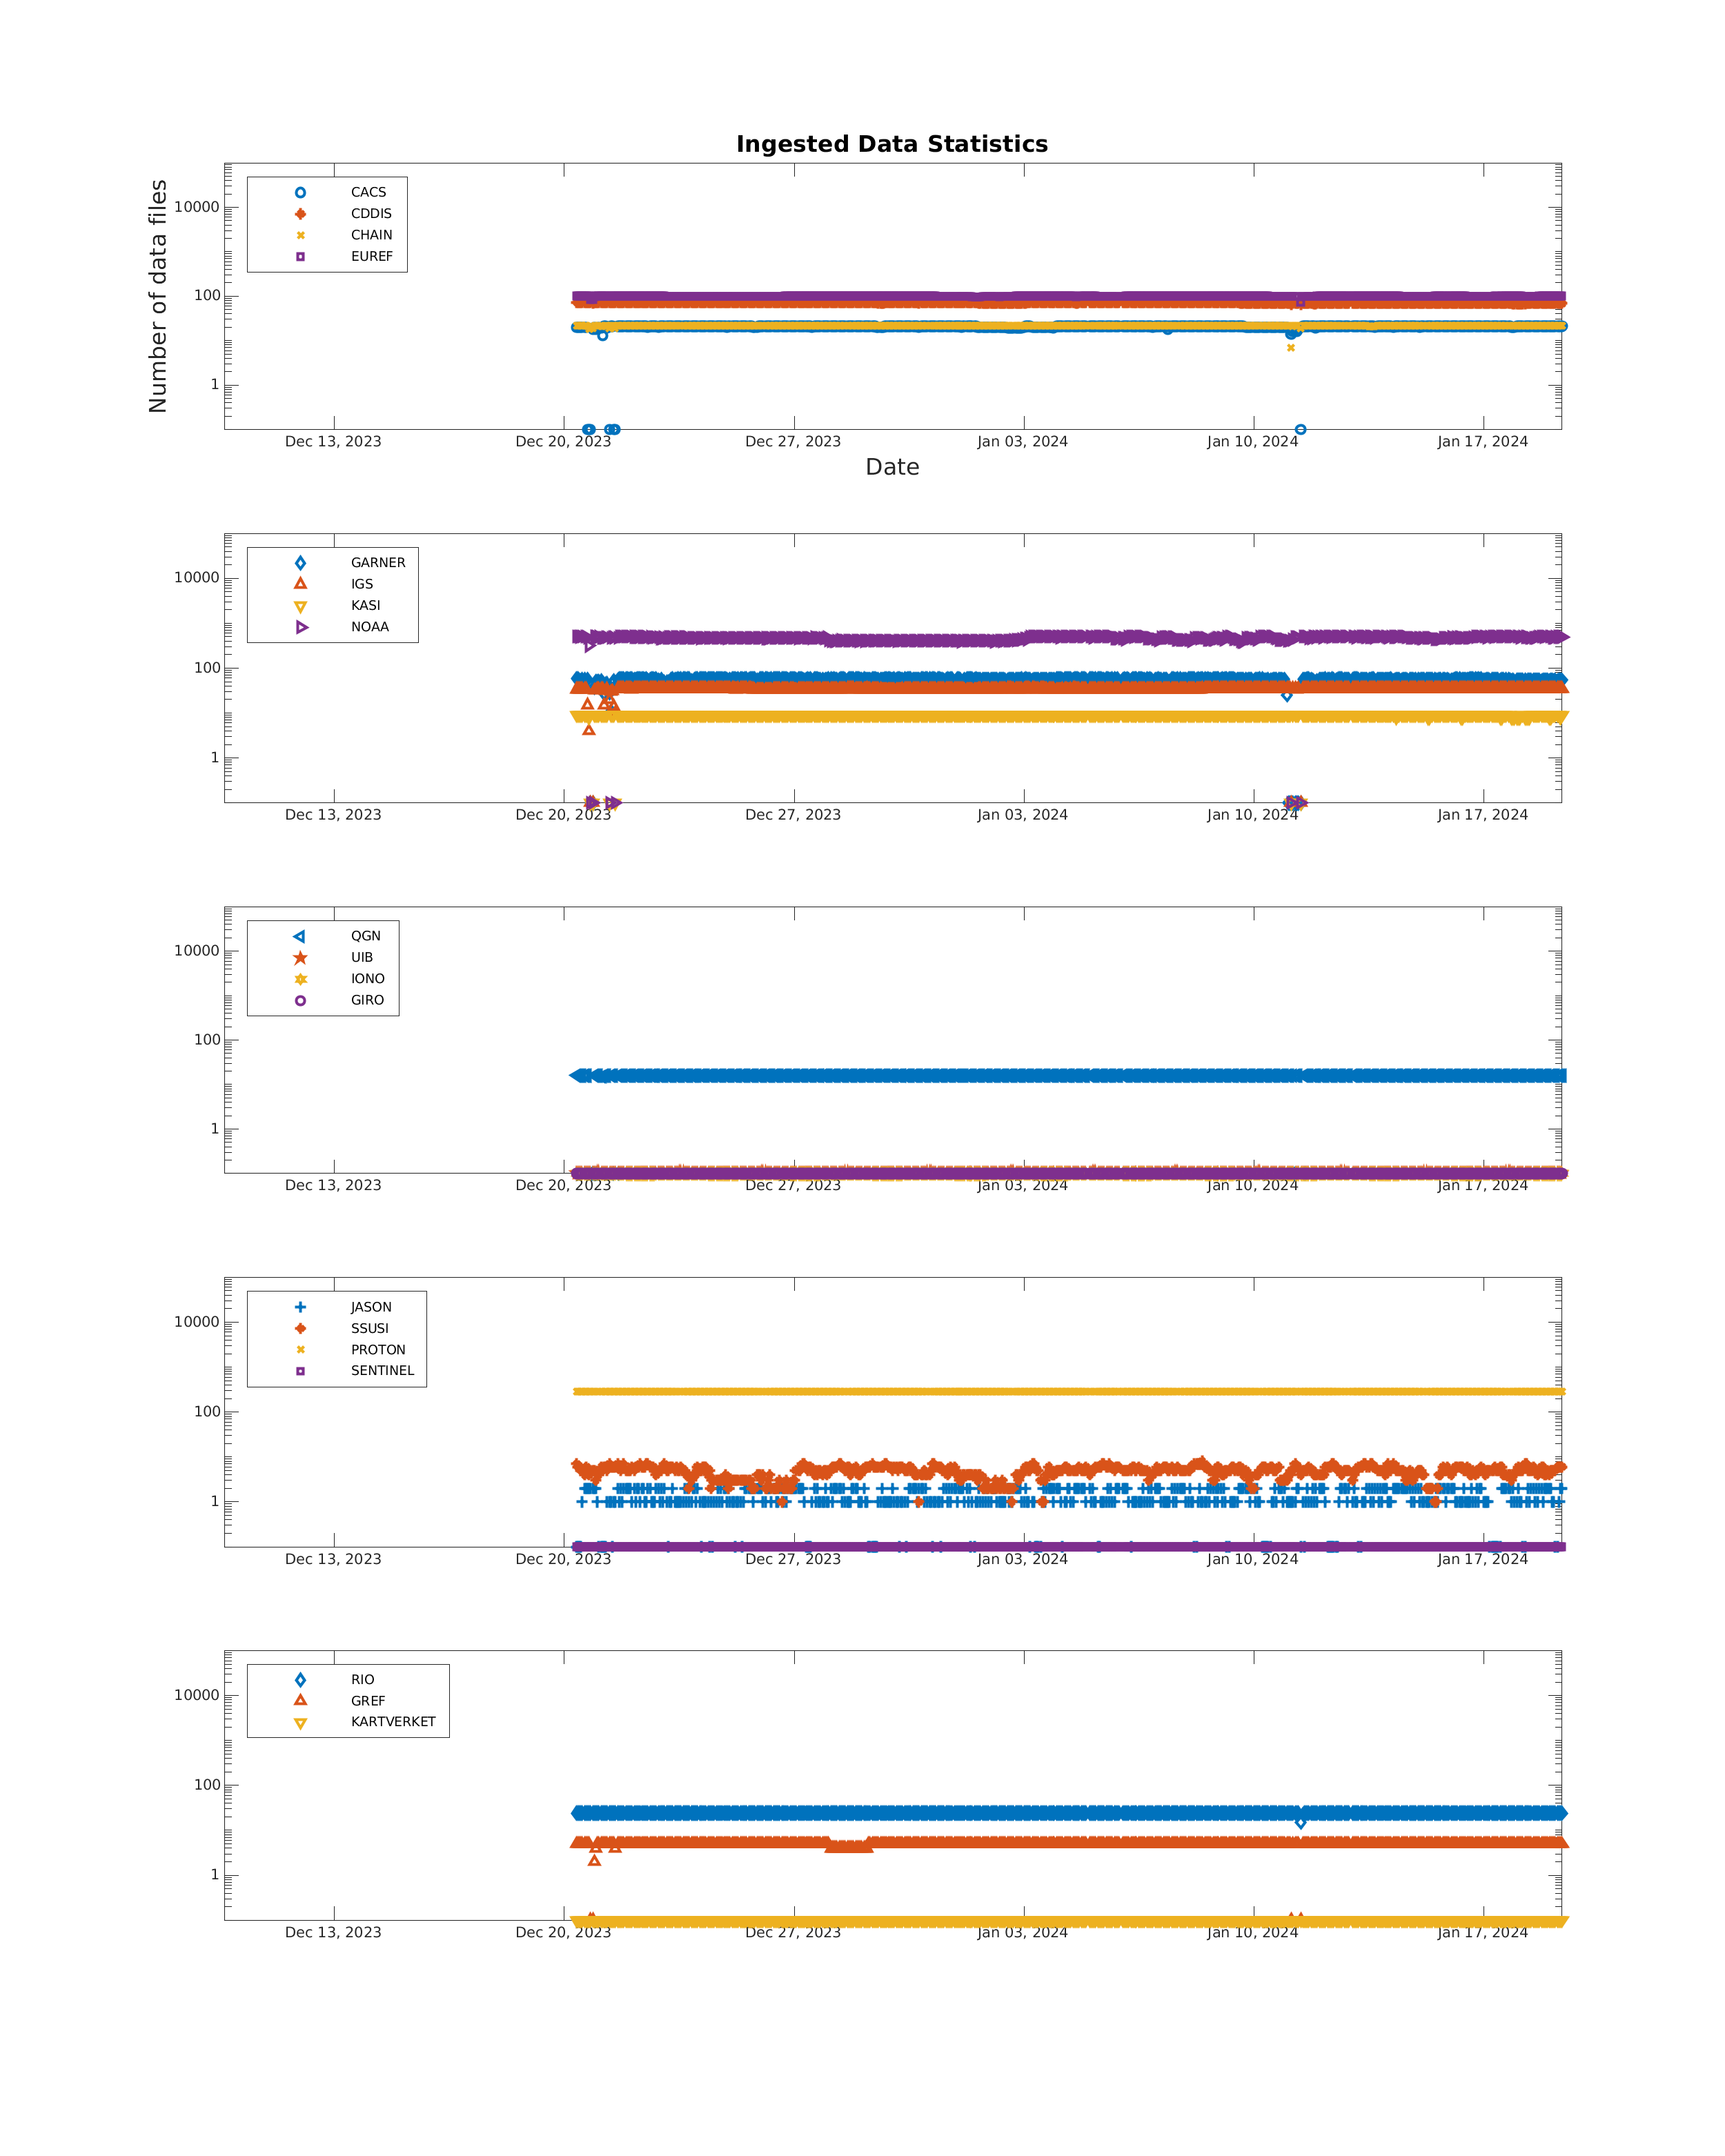 Ingested Data Statistics
Number of data files
10000
100
1
CACS
CDDIS
CHAIN
EUREF
Dec 13, 2023 Dec 20, 2023 Dec 27, 2023 Jan 03, 2024 Jan 10, 2024 Jan 17, 2024
Date
10000
100
1
GARNER
IGS
KASI
NOAA
Dec 13, 2023 Dec 20, 2023 Dec 27, 2023 Jan 03, 2024 Jan 10, 2024 Jan 17, 2024
10000
100
1
QGN
UIB
IONO
GIRO
Dec 13, 2023 Dec 20, 2023 Dec 27, 2023 Jan 03, 2024 Jan 10, 2024 Jan 17, 2024
10000
100
1
JASON
SSUSI
PROTON
SENTINEL
Dec 13, 2023 Dec 20, 2023 Dec 27, 2023 Jan 03, 2024 Jan 10, 2024 Jan 17, 2024
10000
100
1
RIO
GREF
KARTVERKET
Dec 13, 2023 Dec 20, 2023 Dec 27, 2023 Jan 03, 2024 Jan 10, 2024 Jan 17, 2024